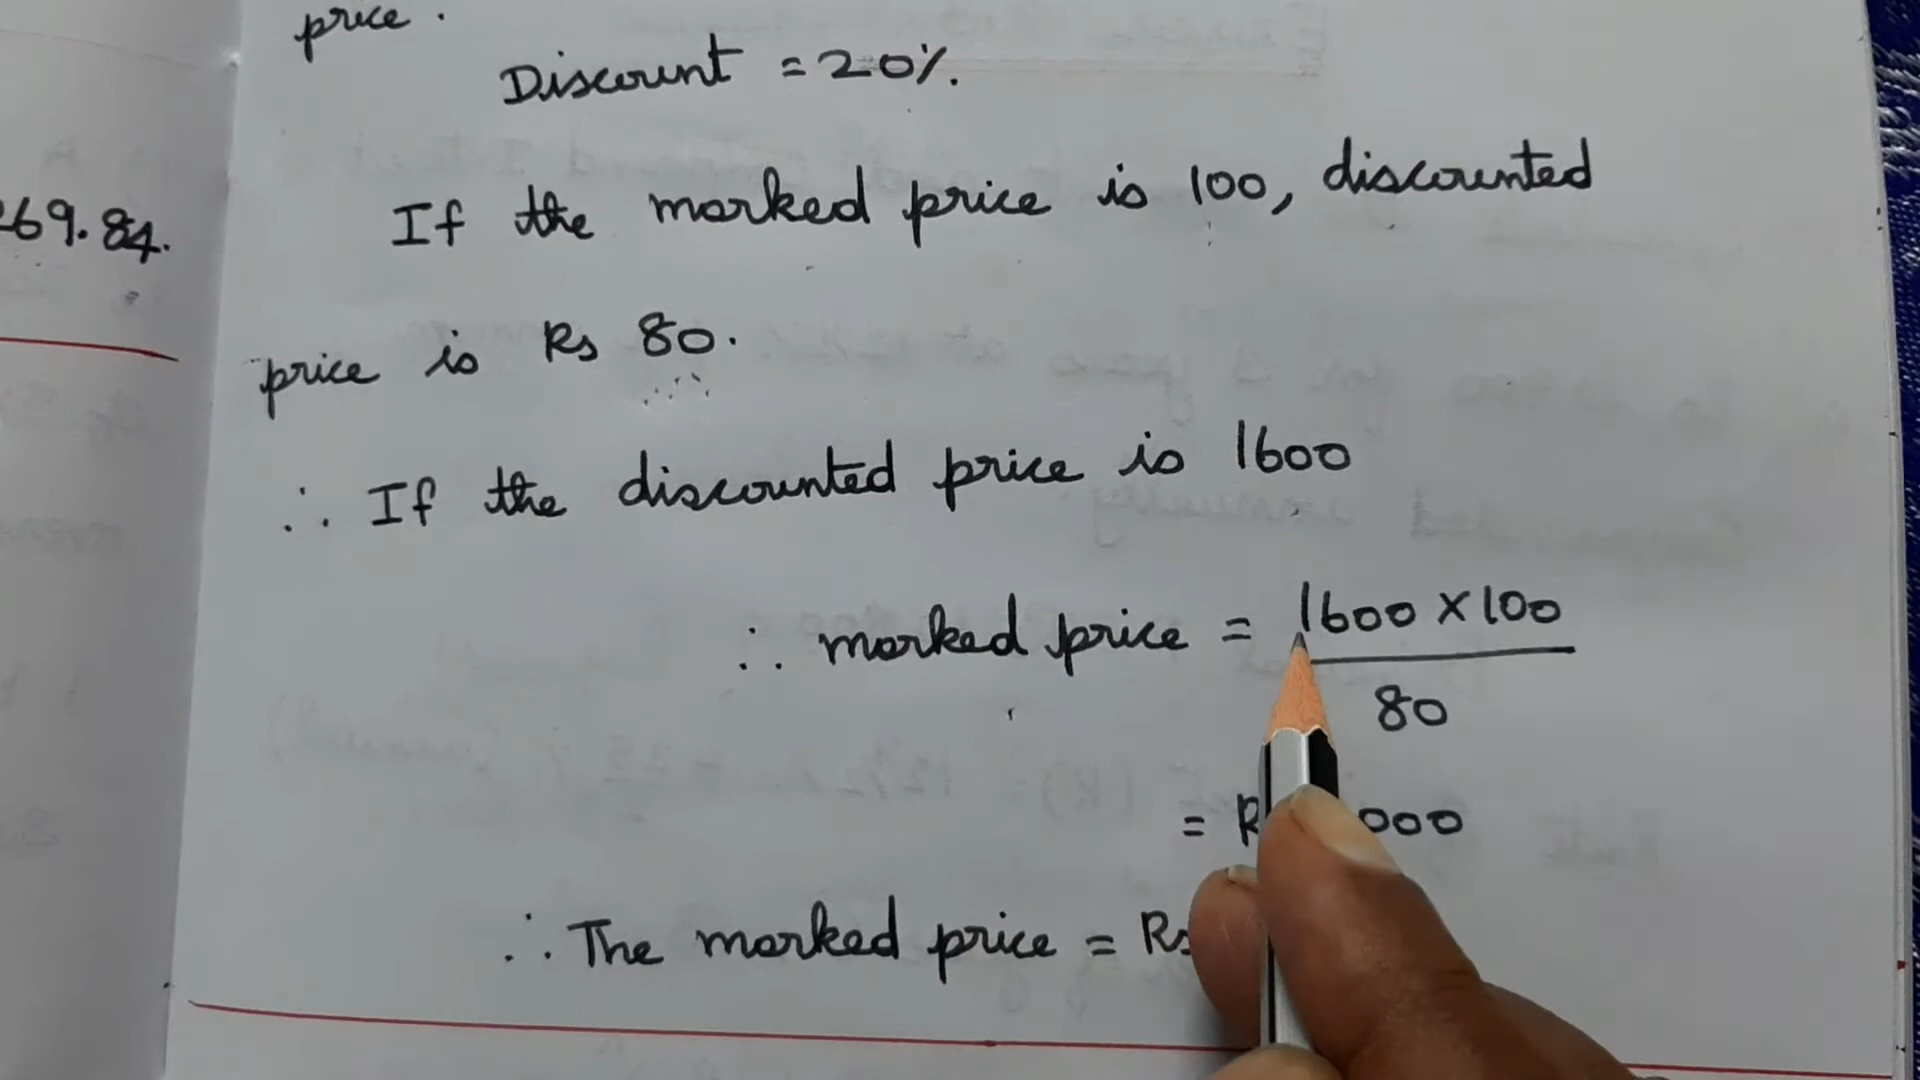 price.
Discount = 20%.
If the marked price is 100, discounted
69.84.
price is Rs 80.
∴ If the discounted price is 1600
∴ marked price = 1600 × 100
80
= 000
∴ The marked price = Rs